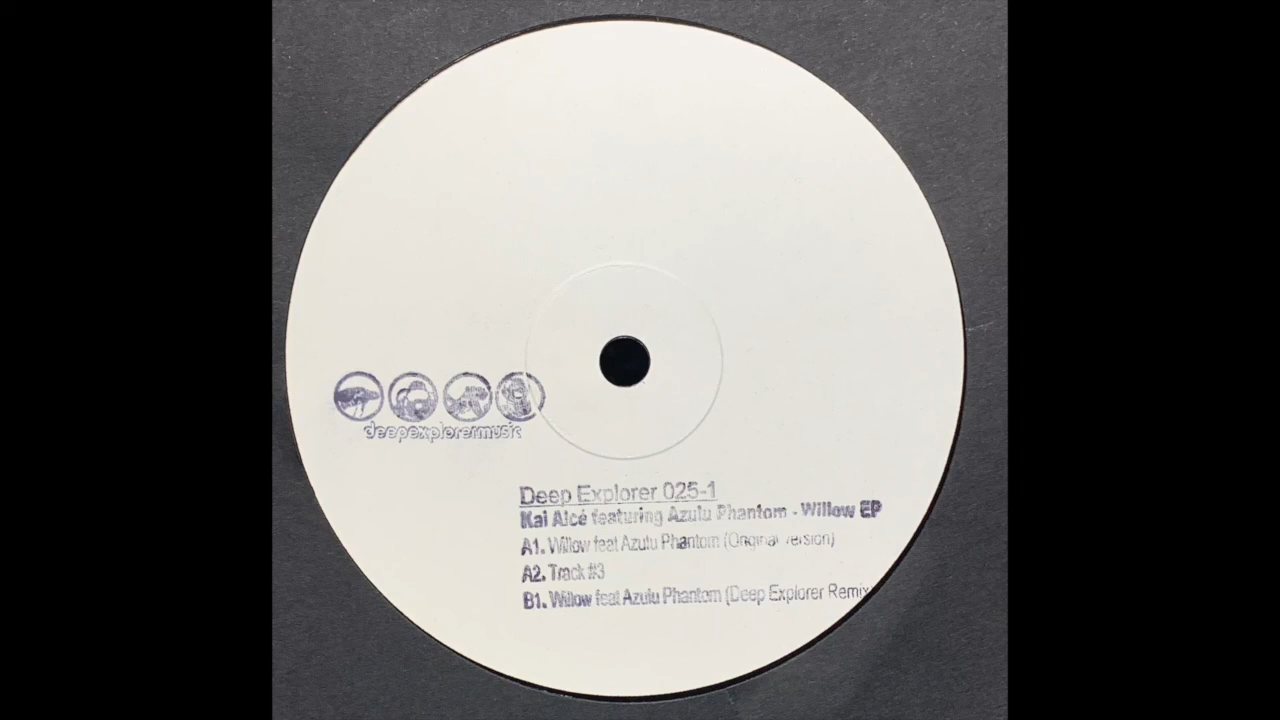 deepexplorermusic
Deep Explorer 025-1
Kai Alcé featuring Azulu Phantom - Willow EP
A1. Willow feat Azulu Phantom (Original Version)
A2. Track #3
B1. Willow feat Azulu Phantom (Deep Explorer Remix